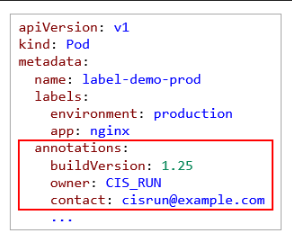 apiVersion: v1
kind: Pod
metadata:
  name: label-demo-prod
  labels:
    environment: production
    app: nginx
  annotations:
    buildVersion: 1.25
    owner: CIS_RUN
    contact: cisrun@example.com
    ...